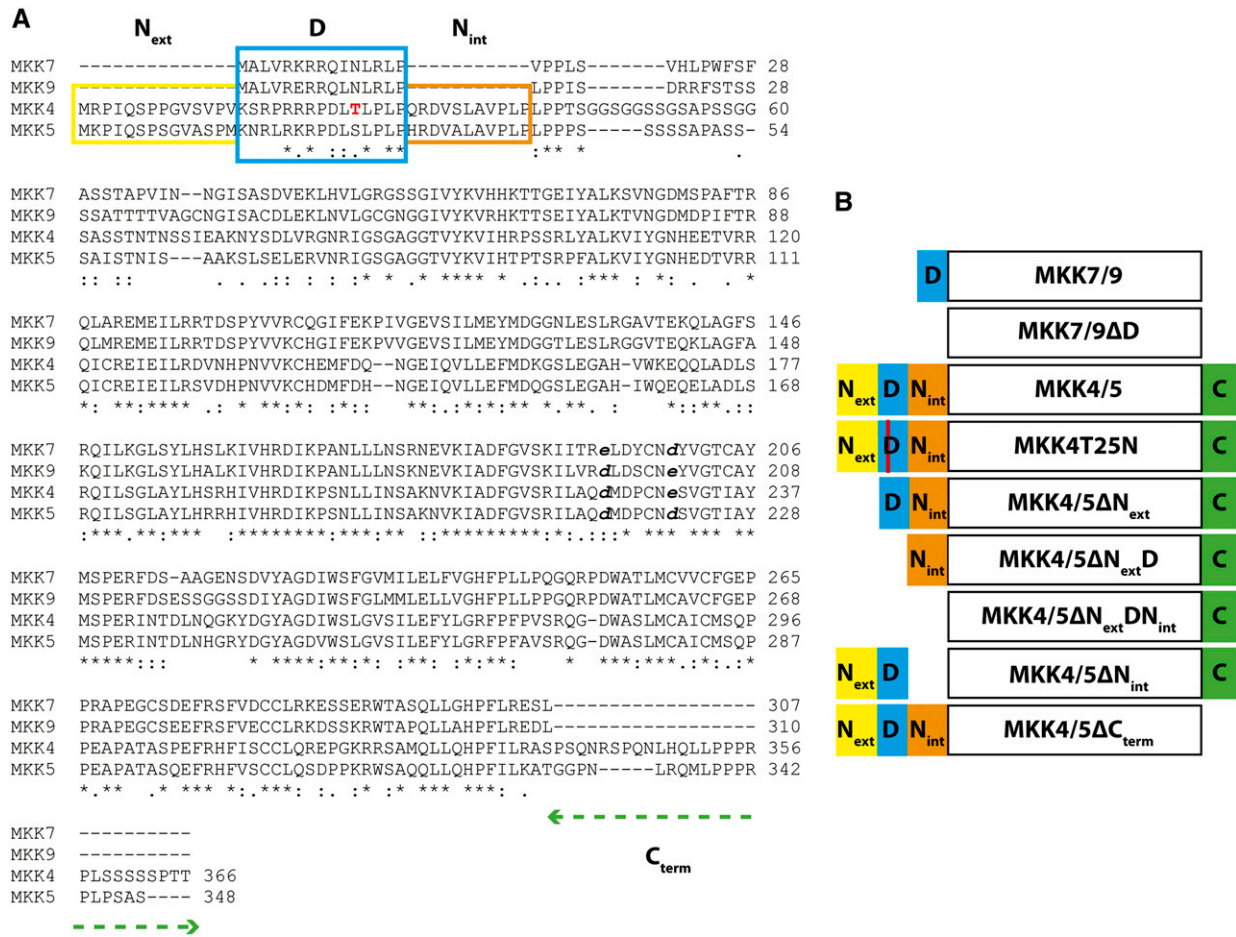 A
N_ext D N_int
MKK7 --------------MALVRKRRQINLRLP-----------VPPLS-------VHLPWFSF 28
MKK9 --------------MALVRERRQLNLRLP-----------LPPIS-------DRRFSTSS 28
MKK4 MRPIQSPPGVSVPVKSRPRRRPDLTLPLPQRDVSLAVPLPLPPTSGGSGGSSGSAPSSGG 60
MKK5 MKPIQSPSGVASPMKNRLRKRPDLSLPLPHRDVALAVPLPLPPPS-----SSSSAPASS- 54
*.* ::.* ** :** * .
MKK7 ASSTAPVIN--NGISASDVEKLHVLGRGSSGIVYKVHHKTTGEIYALKSVNGDMSPAFTR 86
MKK9 SSATTTTVAGCNGISACDLEKLNVLGCGNGGIVYKVRHKTTSEIYALKTVNGDMDPIFTR 88
MKK4 SASSTNTNSSIEAKNYSDLVRGNRIGSGAGGTVYKVIHRPSSRLYALKVIYGNHEETVRR 120
MKK5 SAISTNIS---AAKSLSELERVNRIGSGAGGTVYKVIHTPTSRPFALKVIYGNHEDTVRR 111
:: :: . .: : : :* * .* **** * .:. :*** : *: . . *
MKK7 QLAREMEILRRTDSPYVVRCQGIFEKPIVGEVSILMEYMDGGNLESLRGAVTEKQLAGFS 146
MKK9 QLMREMEILRRTDSPYVVKCHGIFEKPVVGEVSILMEYMDGGTLESLRGGVTEQKLAGFA 148
MKK4 QICREIEILRDVNHPNVVKCHEMFDQ--NGEIQVLLEFMDKGSLEGAH-VWKEQQLADLS 177
MKK5 QICREIEILRSVDHPNVVKCHDMFDH--NGEIQVLLEFMDQGSLEGAH-IWQEQELADLS 168
*: **:**** .: * **:*: :*:: **:.:*:*:** *.**. : *:.**.::
MKK7 RQILKGLSYLHSLKIVHRDIKPANLLLNSRNEVKIADFGVSKIITReLDYCNdYVGTCAY 206
MKK9 KQILKGLSYLHALKIVHRDIKPANLLLNSKNEVKIADFGVSKILVRdLDSCNeYVGTCAY 208
MKK4 RQILSGLAYLHSRHIVHRDIKPSNLLINSAKNVKIADFGVSRILAQdMDPCNeSVGTIAY 237
MKK5 RQILSGLAYLHRRHIVHRDIKPSNLLINSAKNVKIADFGVSRILAQdMDPCNdSVGTIAY 228
:***.**:*** :********:***:** ::*********:*:.:::* ** *** **
MKK7 MSPERFDS-AAGENSDVYAGDIWSFGVMILELFVGHFPLLPQGQRPDWATLMCVVCFGEP 265
MKK9 MSPERFDSESSGGSSDIYAGDIWSFGLMMLELLVGHFPLLPPGQRPDWATLMCAVCFGEP 268
MKK4 MSPERINTDLNQGKYDGYAGDIWSLGVSILEFYLGRFPFPVSRQG-DWASLMCAICMSQP 296
MKK5 MSPERINTDLNHGRYDGYAGDVWSLGVSILEFYLGRFPFAVSRQG-DWASLMCAICMSQP 287
*****::: * ****:**:*: :**: :*:**: * ***:***.:*:.:*
MKK7 PRAPEGCSDEFRSFVDCCLRKESSERWTASQLLGHPFLRESL------------------ 307
MKK9 PRAPEGCSEEFRSFVECCLRKDSSKRWTAPQLLAHPFLREDL------------------ 310
MKK4 PEAPATASPEFRHFISCCLQREPGKRRSAMQLLQHPFILRASPSQNRSPQNLHQLLPPPR 356
MKK5 PEAPATASQEFRHFVSCCLQSDPPKRWSAQQLLQHPFILKATGGPN-----LRQMLPPPR 342
*.** .* *** *:.***: :. :* :* *** ***: .
C_term
MKK7 ----------
MKK9 ----------
MKK4 PLSSSSSPTT 366
MKK5 PLPSAS---- 348
B
D MKK7/9
MKK7/9ΔD
N_ext D N_int MKK4/5 C
N_ext D N_int MKK4T25N C
D N_int MKK4/5ΔN_ext C
N_int MKK4/5ΔN_extD C
MKK4/5ΔN_extDN_int C
N_ext D MKK4/5ΔN_int C
N_ext D N_int MKK4/5ΔC_term